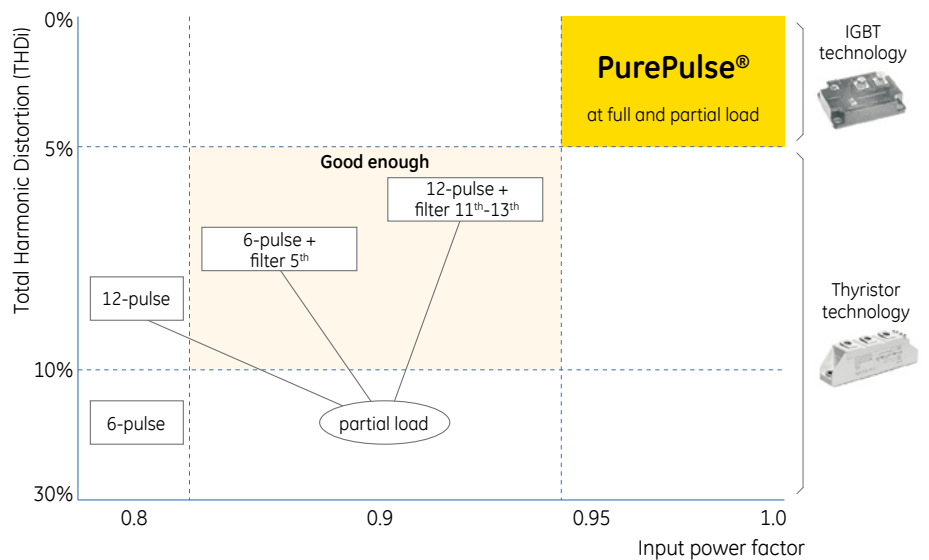 Total Harmonic Distortion (THDi)
0%
5%
10%
30%
PurePulse®
at full and partial load
IGBT
technology
Good enough
12-pulse +
filter 11th-13th
6-pulse +
filter 5th
12-pulse
6-pulse
partial load
Thyristor
technology
0.8
0.9
0.95
1.0
Input power factor